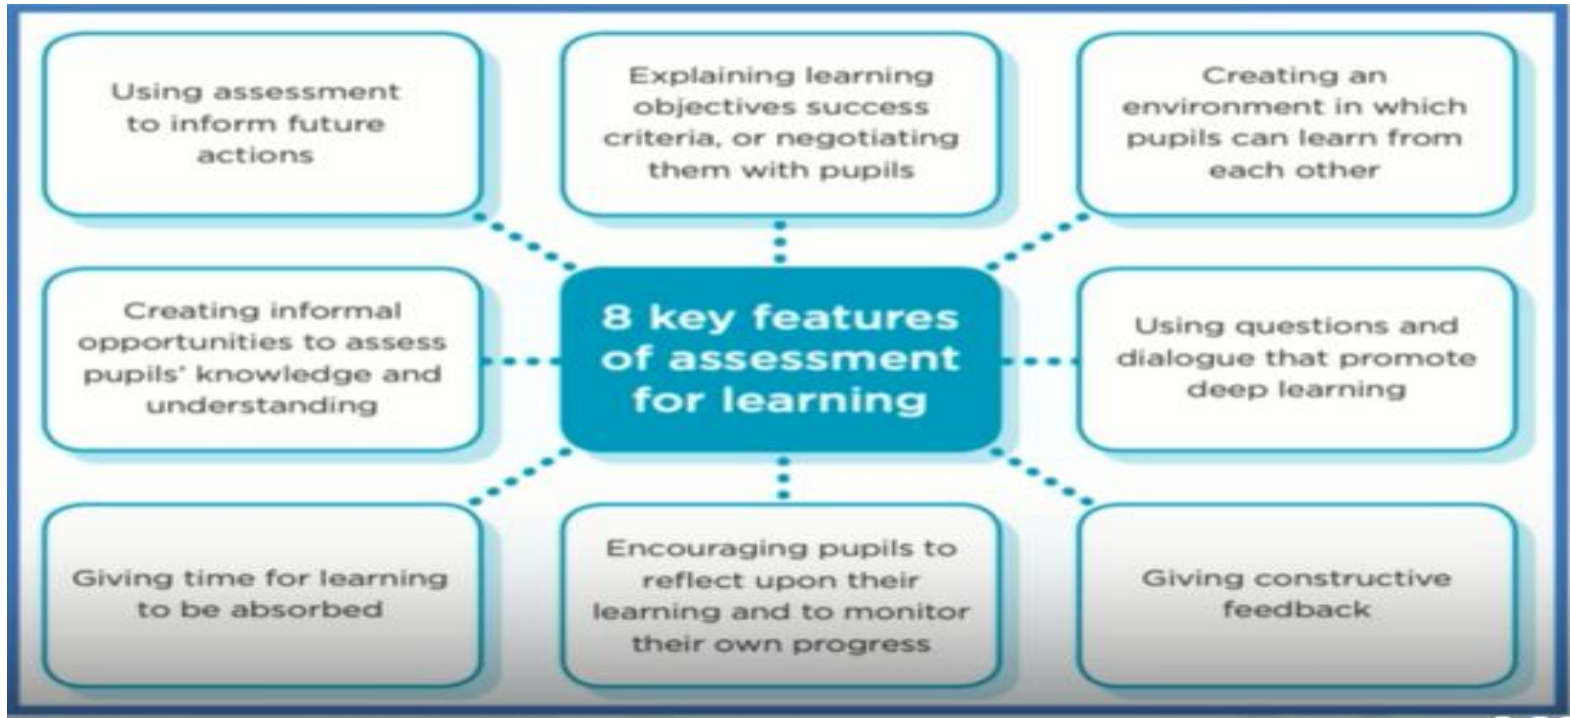 Using assessment
to inform future
actions
Explaining learning
objectives success
criteria, or negotiating
them with pupils
Creating an
environment in which
pupils can learn from
each other
Creating informal
opportunities to assess
pupils' knowledge and
understanding
8 key features
of assessment
for learning
Using questions and
dialogue that promote
deep learning
Giving time for learning
to be absorbed
Encouraging pupils to
reflect upon their
learning and to monitor
their own progress
Giving constructive
feedback